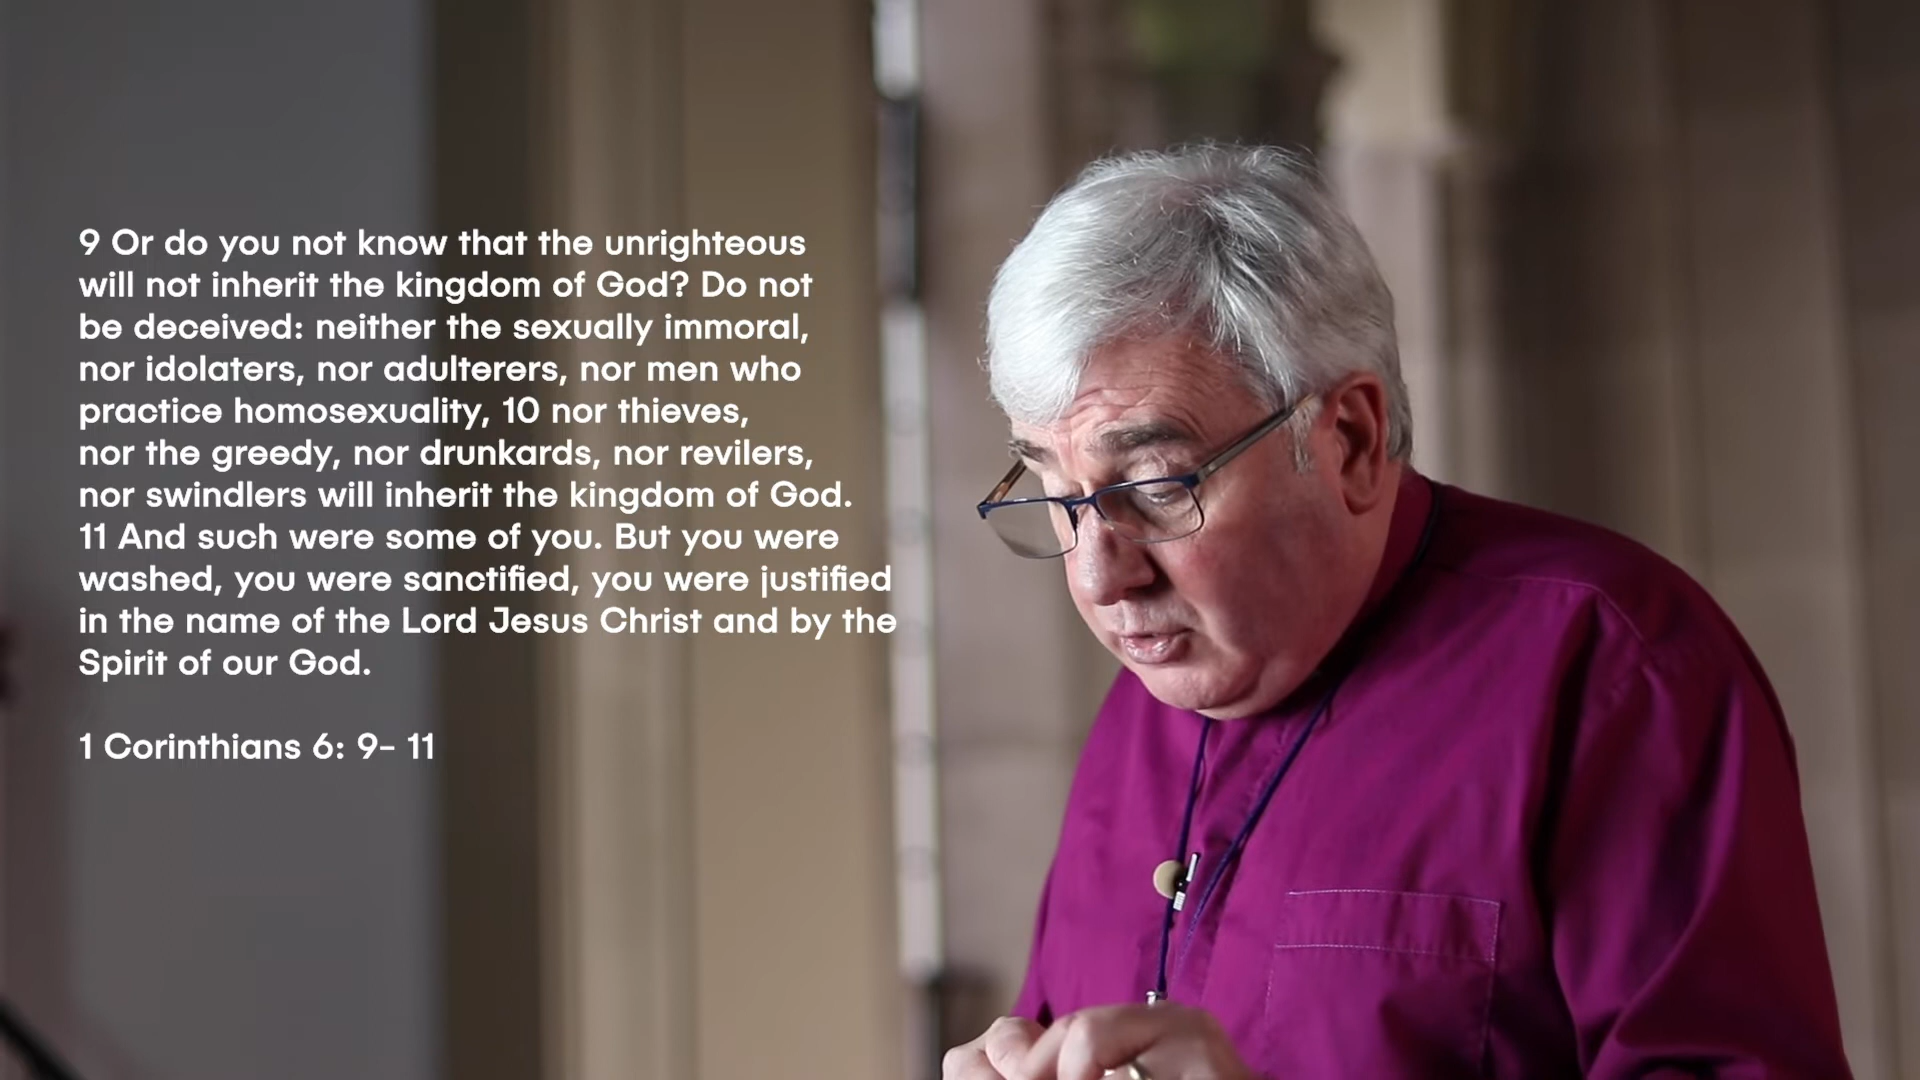 9 Or do you not know that the unrighteous
will not inherit the kingdom of God? Do not
be deceived: neither the sexually immoral,
nor idolaters, nor adulterers, nor men who
practice homosexuality, 10 nor thieves,
nor the greedy, nor drunkards, nor revilers,
nor swindlers will inherit the kingdom of God.
11 And such were some of you. But you were
washed, you were sanctified, you were justified
in the name of the Lord Jesus Christ and by the
Spirit of our God.
1 Corinthians 6: 9- 11